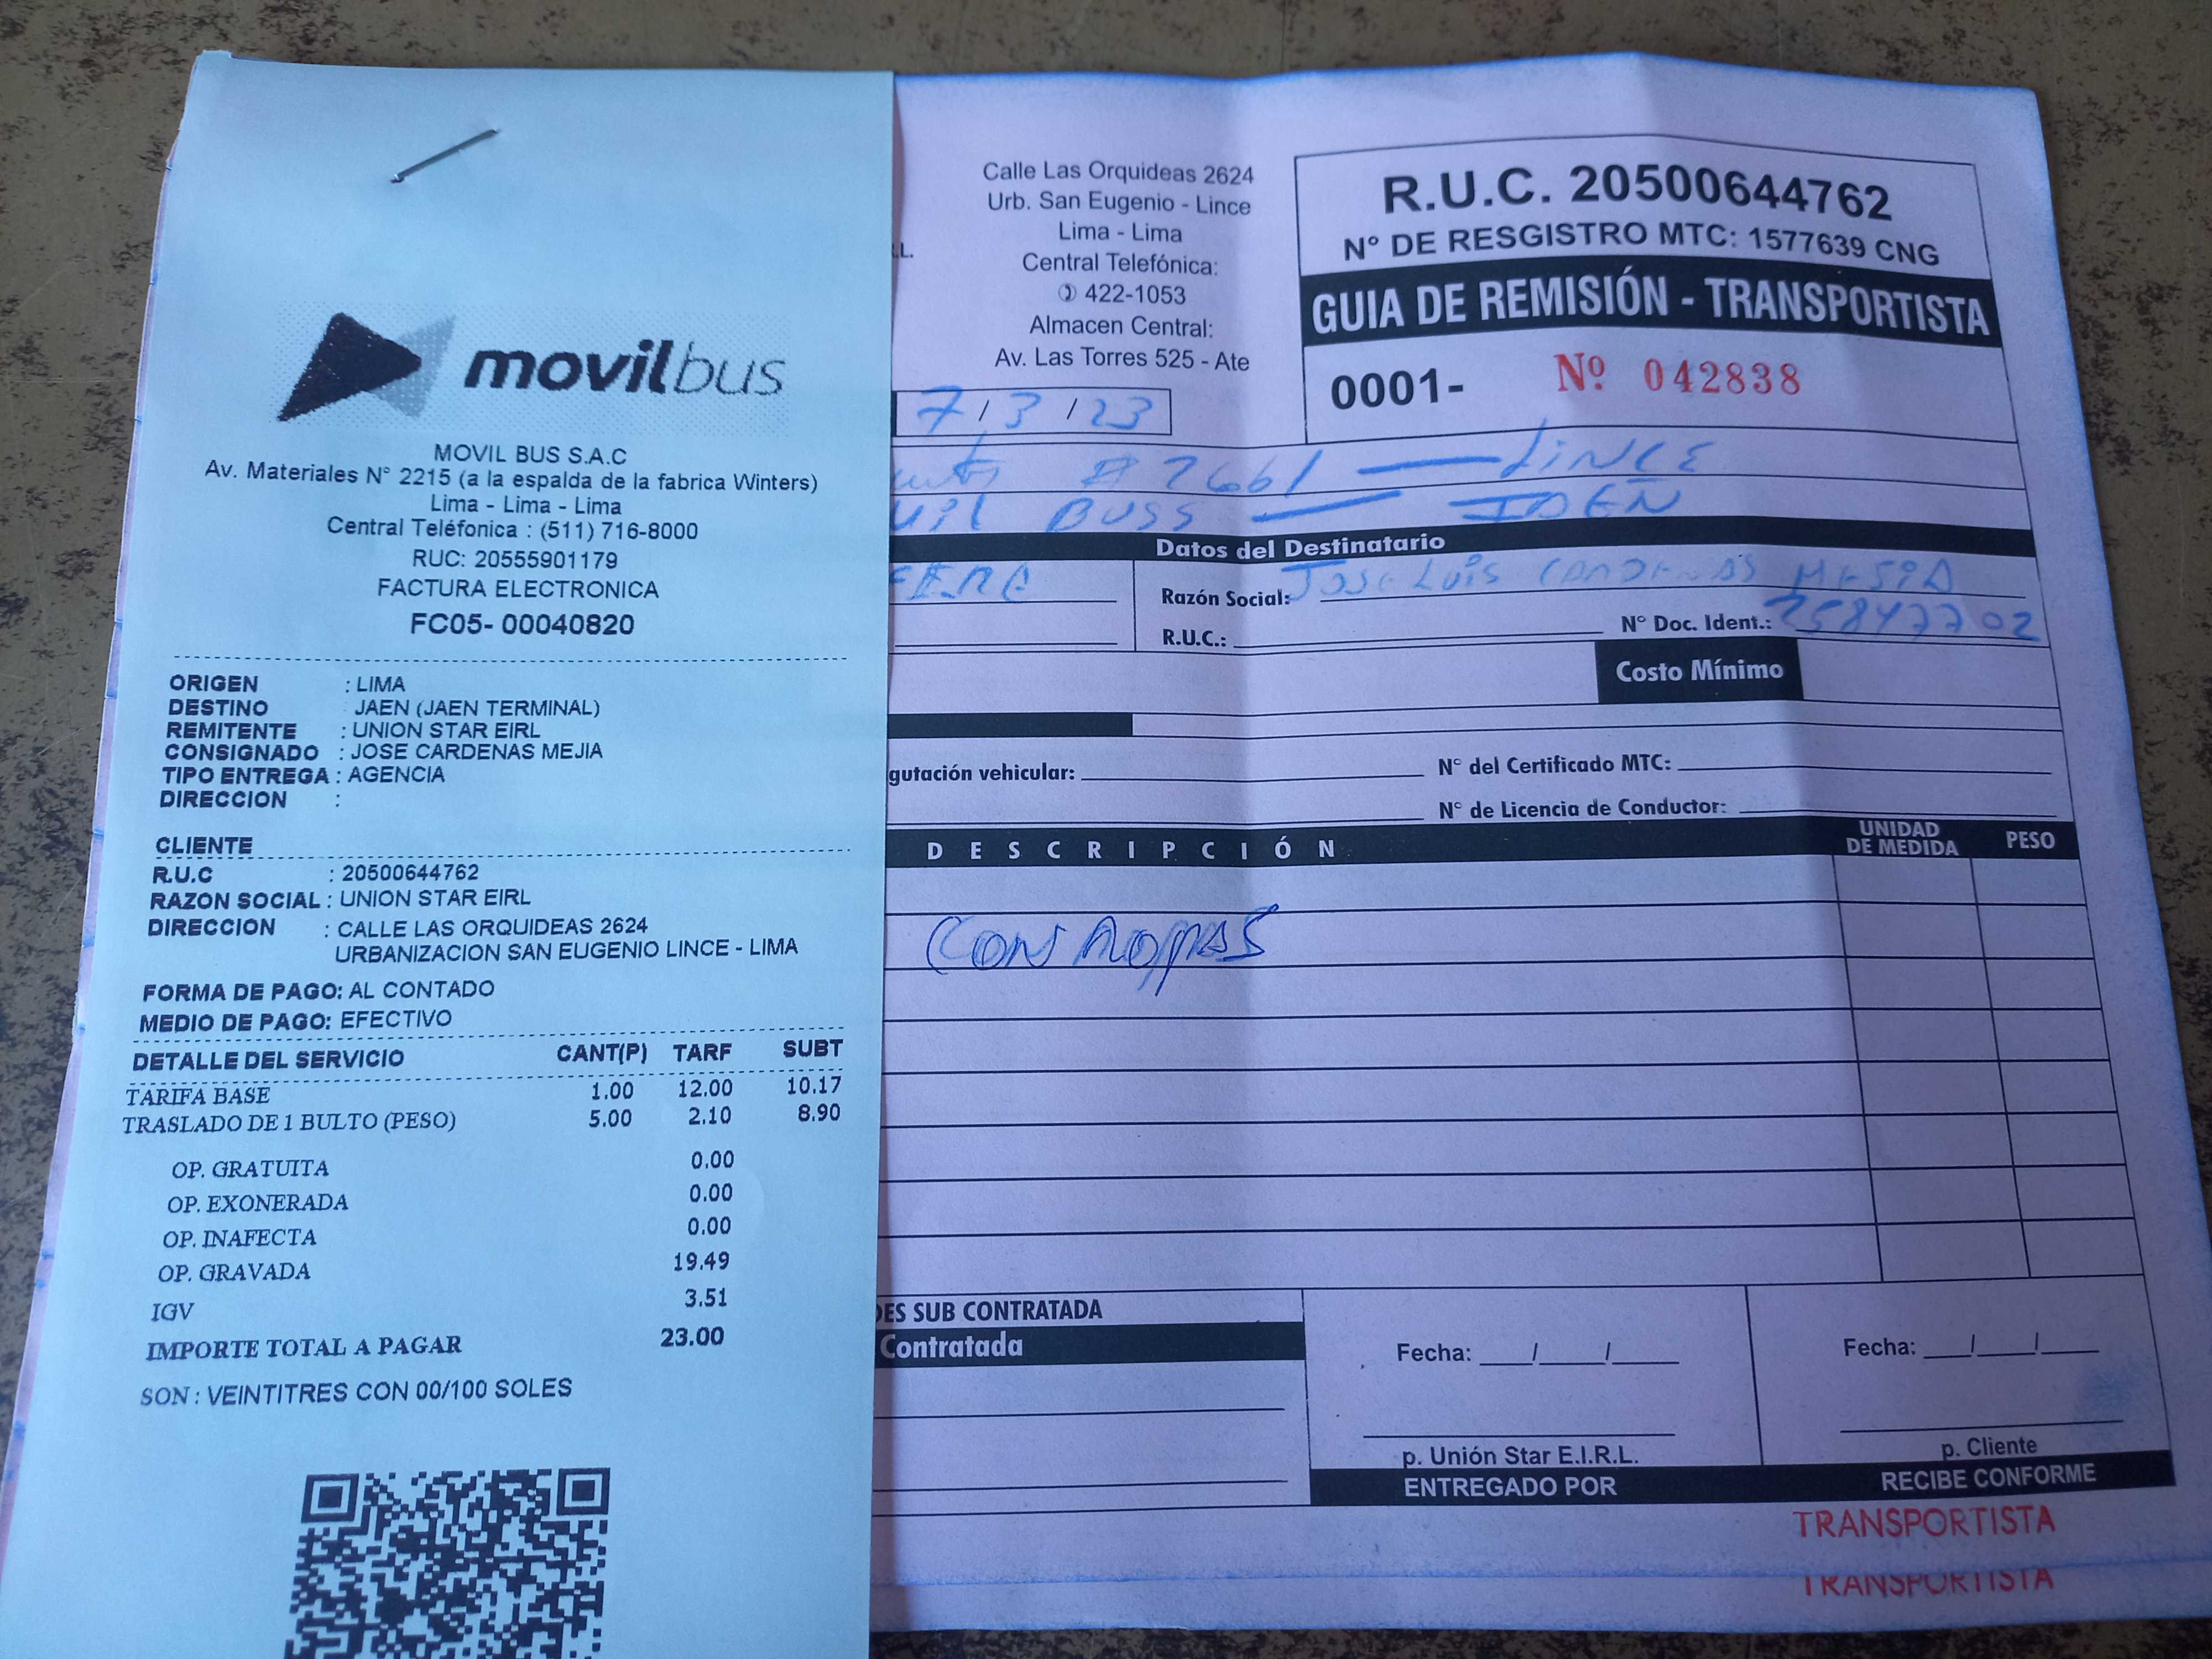 movilbus
MOVIL BUS S.A.C
Av. Materiales N° 2215 (a la espalda de la fabrica Winters)
Lima - Lima - Lima
Central Teléfonica : (511) 716-8000
RUC: 20555901179
FACTURA ELECTRONICA
FC05- 00040820
ORIGEN : LIMA
DESTINO : JAEN (JAEN TERMINAL)
REMITENTE : UNION STAR EIRL
CONSIGNADO : JOSE CARDENAS MEJIA
TIPO ENTREGA : AGENCIA
DIRECCION :
CLIENTE
R.U.C : 20500644762
RAZON SOCIAL : UNION STAR EIRL
DIRECCION : CALLE LAS ORQUIDEAS 2624
URBANIZACION SAN EUGENIO LINCE - LIMA
FORMA DE PAGO: AL CONTADO
MEDIO DE PAGO: EFECTIVO
DETALLE DEL SERVICIO CANT(P) TARF SUBT
TARIFA BASE 1.00 12.00 10.17
TRASLADO DE 1 BULTO (PESO) 5.00 2.10 8.90
OP. GRATUITA 0.00
OP. EXONERADA 0.00
OP. INAFECTA 0.00
OP. GRAVADA 19.49
IGV 3.51
IMPORTE TOTAL A PAGAR 23.00
SON : VEINTITRES CON 00/100 SOLES
L.
Calle Las Orquideas 2624
Urb. San Eugenio - Lince
Lima - Lima
Central Telefónica:
422-1053
Almacen Central:
Av. Las Torres 525 - Ate
R.U.C. 20500644762
N° DE RESGISTRO MTC: 1577639 CNG
GUIA DE REMISIÓN - TRANSPORTISTA
0001- Nº 042838
7 / 3 / 23
# 2661 — LINCE
BUSS —
Datos del Destinatario
Razón Social: JOSE LUIS
R.U.C.: N° Doc. Ident.: 25847702
Costo Mínimo
gutación vehicular: N° del Certificado MTC:
N° de Licencia de Conductor:
DESCRIPCIÓN UNIDAD DE MEDIDA PESO
CON ROPAS
DES SUB CONTRATADA
Contratada
Fecha: / /
p. Unión Star E.I.R.L.
ENTREGADO POR
Fecha: / /
p. Cliente
RECIBE CONFORME
TRANSPORTISTA
TRANSPORTISTA